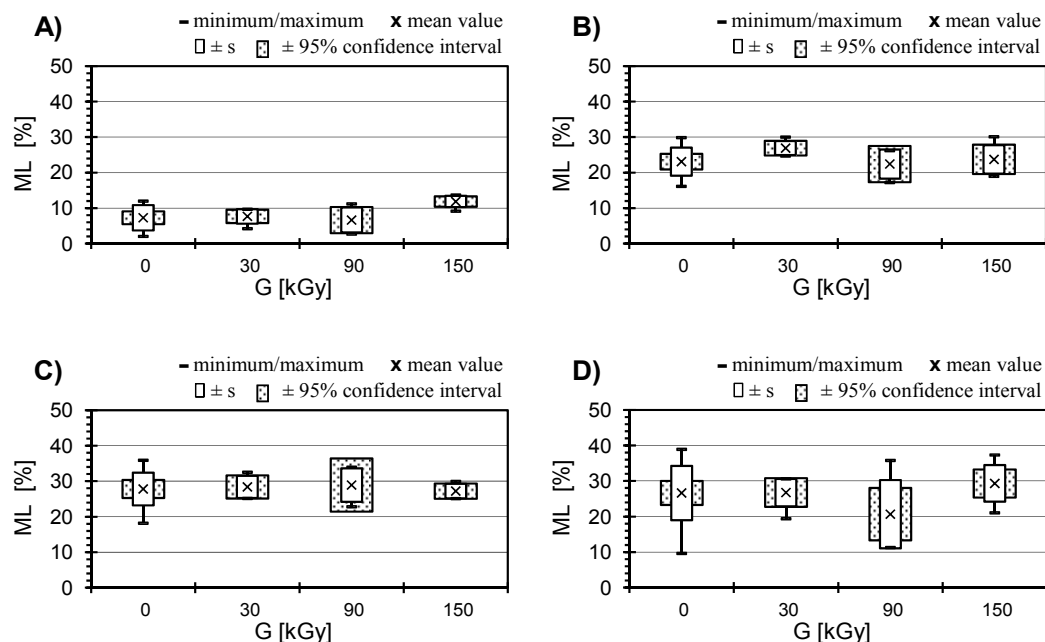 A)
minimum/maximum x mean value
± s ± 95% confidence interval
50
40
30
20
10
0
ML [%]
0 30 90 150
G [kGy]
B)
minimum/maximum x mean value
± s ± 95% confidence interval
50
40
30
20
10
0
ML [%]
0 30 90 150
G [kGy]
C)
minimum/maximum x mean value
± s ± 95% confidence interval
50
40
30
20
10
0
ML [%]
0 30 90 150
G [kGy]
D)
minimum/maximum x mean value
± s ± 95% confidence interval
50
40
30
20
10
0
ML [%]
0 30 90 150
G [kGy]